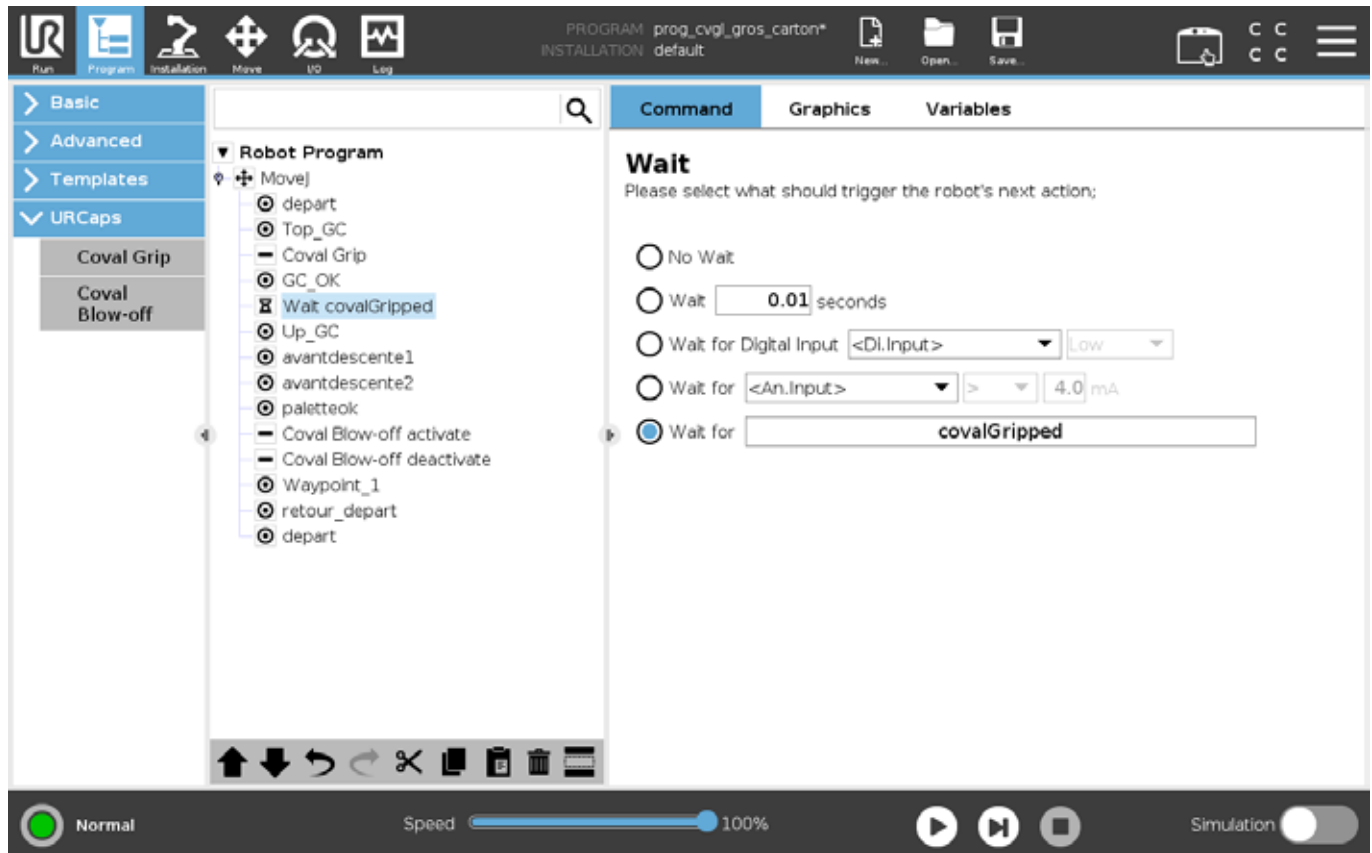 UR
PROGRAM prog_cvgl_gros_carton*
INSTALLATION default
C C
C C
Run Program Installation Move I/O Log New... Open... Save...
Basic
Advanced
Templates
URCaps
Coval Grip
Coval
Blow-off
Robot Program
MoveJ
depart
Top_GC
Coval Grip
GC_OK
Wait covalGripped
Up_GC
avantdescente1
avantdescente2
paletteok
Coval Blow-off activate
Coval Blow-off deactivate
Waypoint_1
retour_depart
depart
Command Graphics Variables
Wait
Please select what should trigger the robot's next action;
No Wait
Wait 0.01 seconds
Wait for Digital Input <Di.Input> Low
Wait for <An.Input> > 4.0 mA
Wait for covalGripped
Normal Speed 100% Simulation